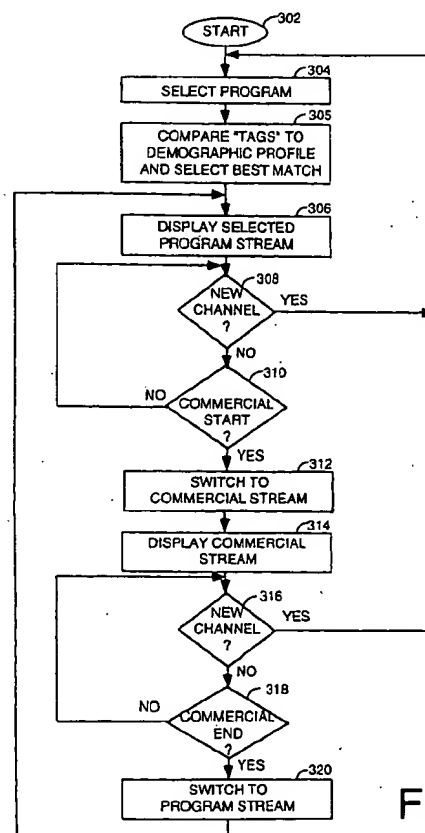 START
302
304
SELECT PROGRAM
305
COMPARE "TAGS" TO
DEMOGRAPHIC PROFILE
AND SELECT BEST MATCH
306
DISPLAY SELECTED
PROGRAM STREAM
308
NEW
CHANNEL
?
YES
NO
310
COMMERCIAL
START
?
NO
YES
312
SWITCH TO
COMMERCIAL STREAM
314
DISPLAY COMMERCIAL
STREAM
316
NEW
CHANNEL
?
YES
NO
318
COMMERCIAL
END
?
NO
YES
320
SWITCH TO
PROGRAM STREAM
F